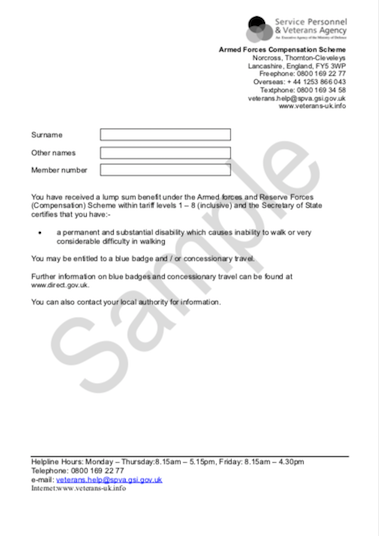 Service Personnel
& Veterans Agency
An Executive Agency of the Ministry of Defence
Armed Forces Compensation Scheme
Norcross, Thornton-Cleveleys
Lancashire, England, FY5 3WP
Freephone: 0800 169 22 77
Overseas: + 44 1253 866 043
Textphone: 0800 169 34 58
veterans.help@spva.gsi.gov.uk
www.veterans-uk.info
Surname
Other names
Member number
You have received a lump sum benefit under the Armed forces and Reserve Forces
(Compensation) Scheme within tariff levels 1 – 8 (inclusive) and the Secretary of State
certifies that you have:-
• a permanent and substantial disability which causes inability to walk or very
considerable difficulty in walking
You may be entitled to a blue badge and / or concessionary travel.
Further information on blue badges and concessionary travel can be found at
www.direct.gov.uk.
You can also contact your local authority for information.
Sample
Helpline Hours: Monday – Thursday:8.15am – 5.15pm, Friday: 8.15am – 4.30pm
Telephone: 0800 169 22 77
e-mail: veterans.help@spva.gsi.gov.uk
Internet:www.veterans-uk.info